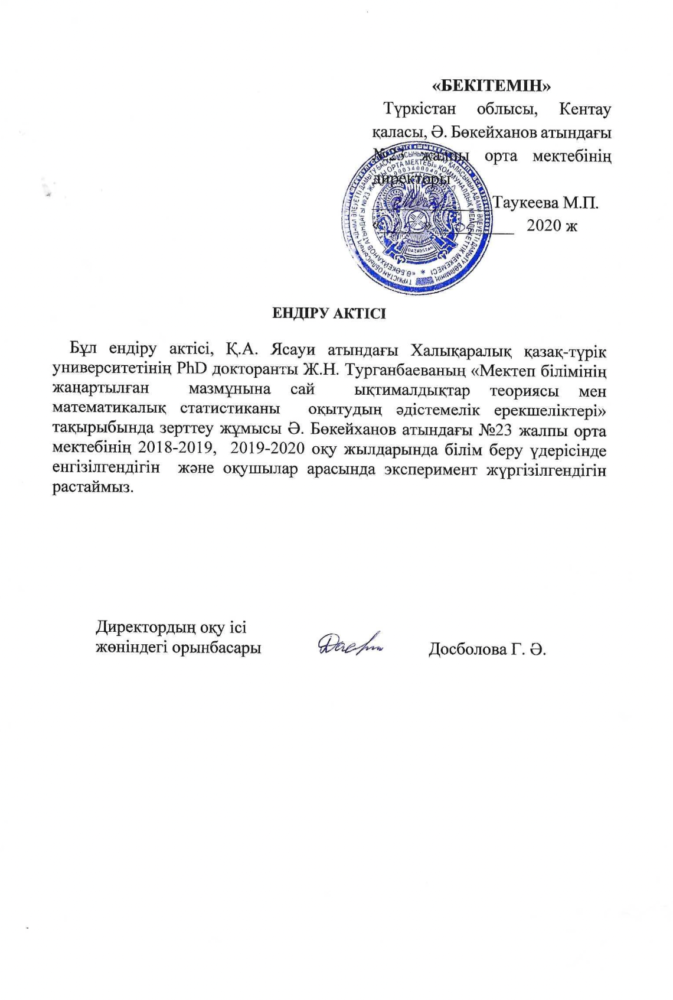 «БЕКІТЕМІН»
Түркістан облысы, Кентау
қаласы, Ә. Бөкейханов атындағы
№23 жалпы орта мектебінің
директоры
Таукеева М.П.
«15» 2020 ж
QAZAQSTAN
ЕНДІРУ АКТІСІ
Бұл ендіру актісі, Қ.А. Ясауи атындағы Халықаралық қазақ-түрік
университетінің PhD докторанты Ж.Н. Турганбаеваның «Мектеп білімінің
жаңартылған мазмұнына сай ықтималдықтар теориясы мен
математикалық статистиканы оқытудың әдістемелік ерекшеліктері»
тақырыбында зерттеу жұмысы Ә. Бөкейханов атындағы №23 жалпы орта
мектебінің 2018-2019, 2019-2020 оқу жылдарында білім беру үдерісінде
енгізілгендігін және оқушылар арасында эксперимент жүргізілгендігін
растаймыз.
Директордың оқу ісі
жөніндегі орынбасары Досболова Г. Ә.